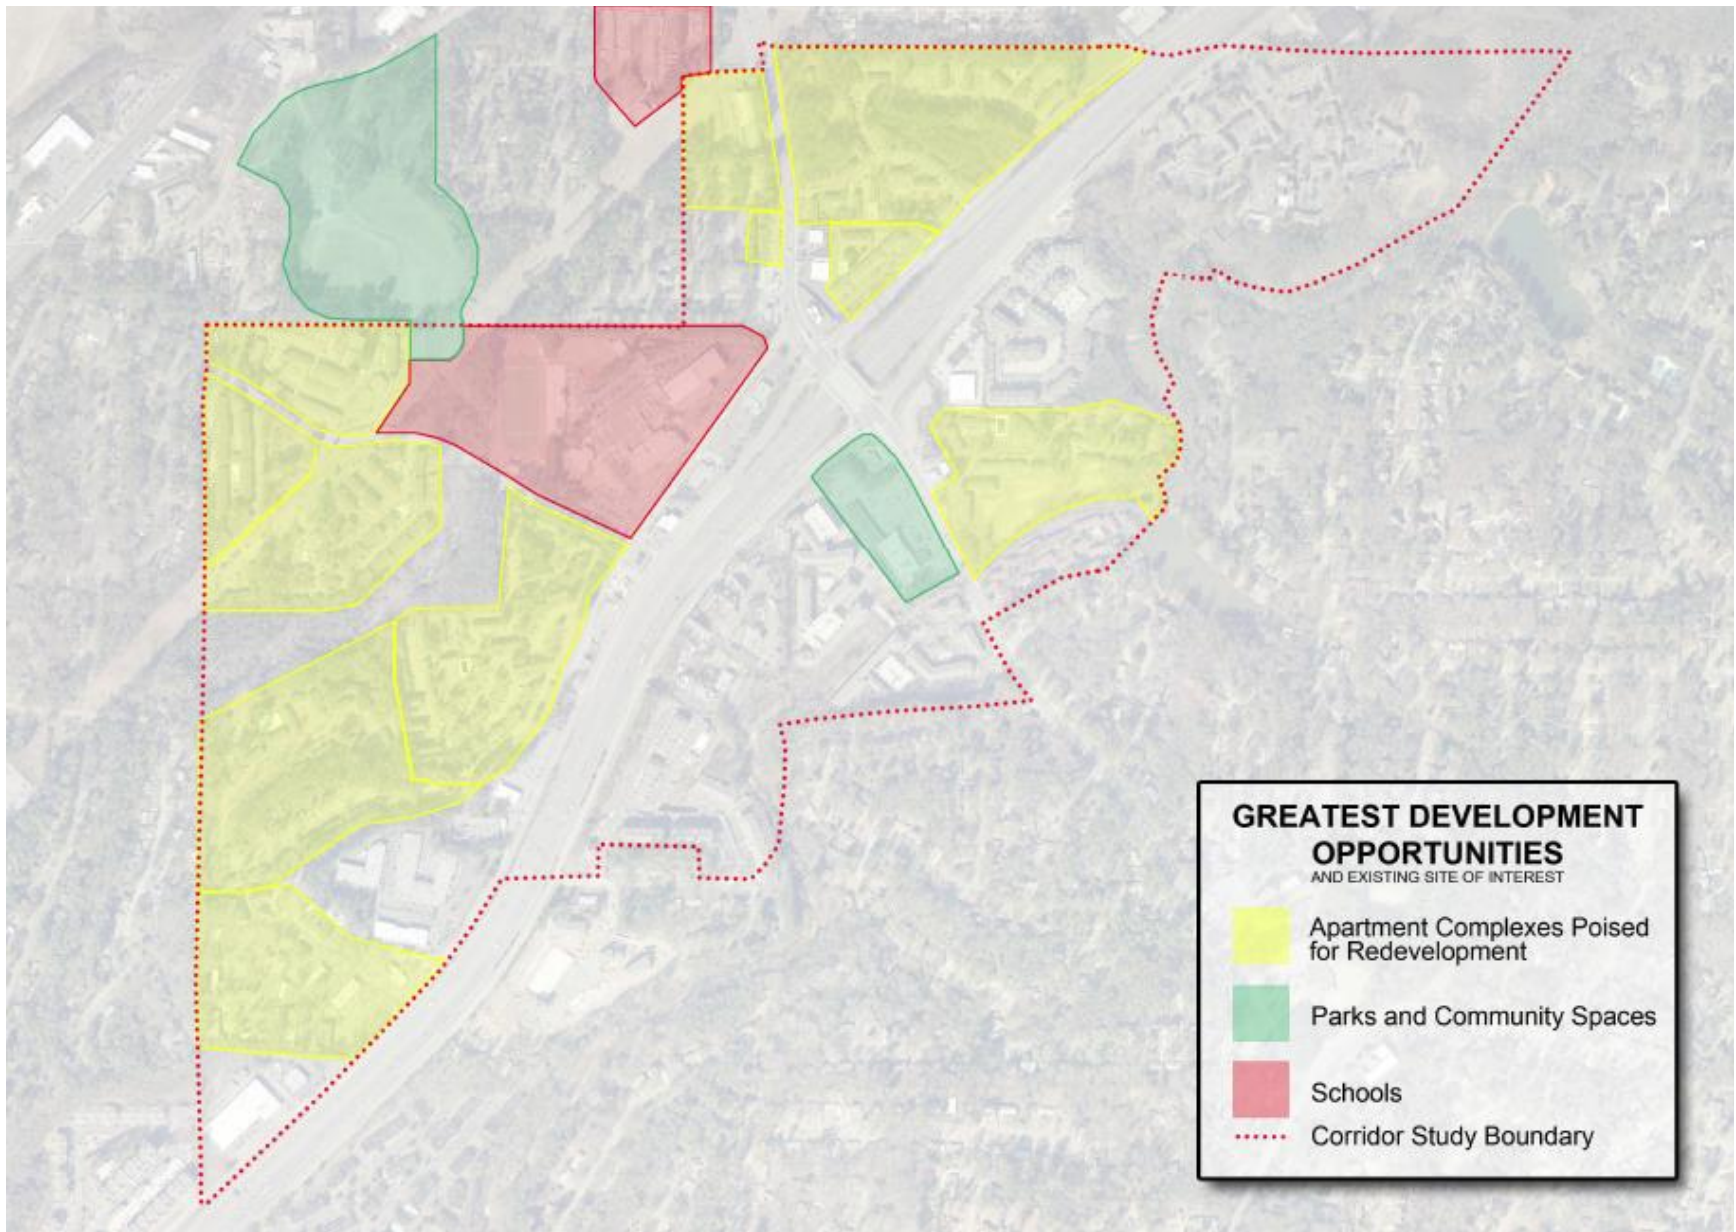 GREATEST DEVELOPMENT
OPPORTUNITIES
AND EXISTING SITE OF INTEREST
Apartment Complexes Poised
for Redevelopment
Parks and Community Spaces
Schools
Corridor Study Boundary